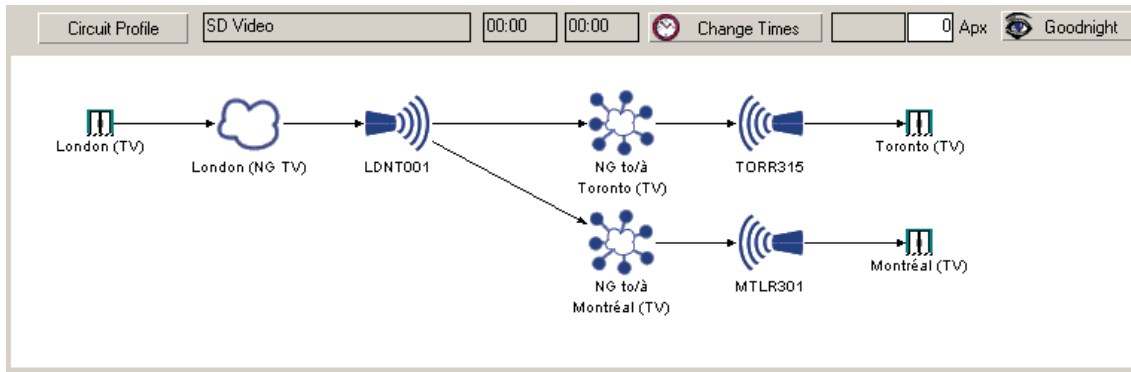 Circuit Profile
SD Video
00:00
00:00
Change Times
0
Apx
Goodnight
London (TV)
London (NG TV)
LDNT001
NG to/à
Toronto (TV)
TORR315
Toronto (TV)
NG to/à
Montréal (TV)
MTLR301
Montréal (TV)